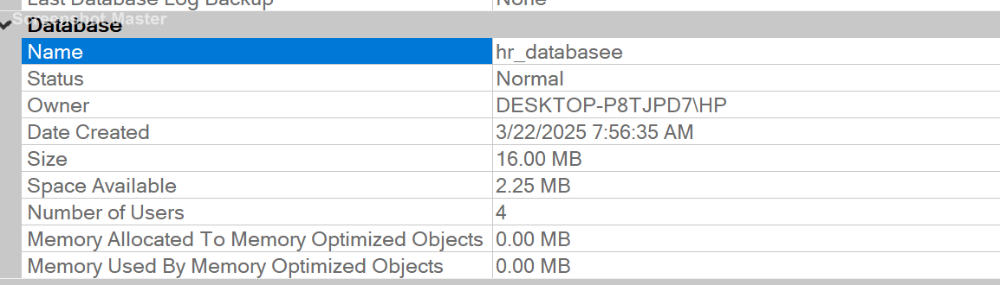 Last Database Log Backup None
Screenshot Master
Database
Name hr_databasee
Status Normal
Owner DESKTOP-P8TJPD7\HP
Date Created 3/22/2025 7:56:35 AM
Size 16.00 MB
Space Available 2.25 MB
Number of Users 4
Memory Allocated To Memory Optimized Objects 0.00 MB
Memory Used By Memory Optimized Objects 0.00 MB